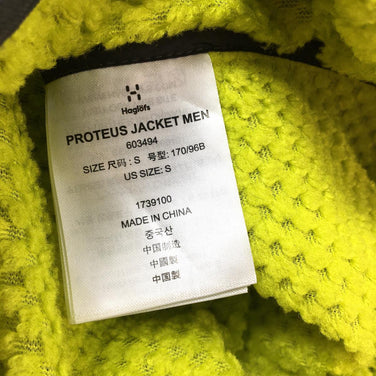 Haglöfs
PROTEUS JACKET MEN
603494
SIZE 尺码 : S 号型: 170/96B
US SIZE: S
1739100
MADE IN CHINA
중국산
中国制造
中國製
中国製